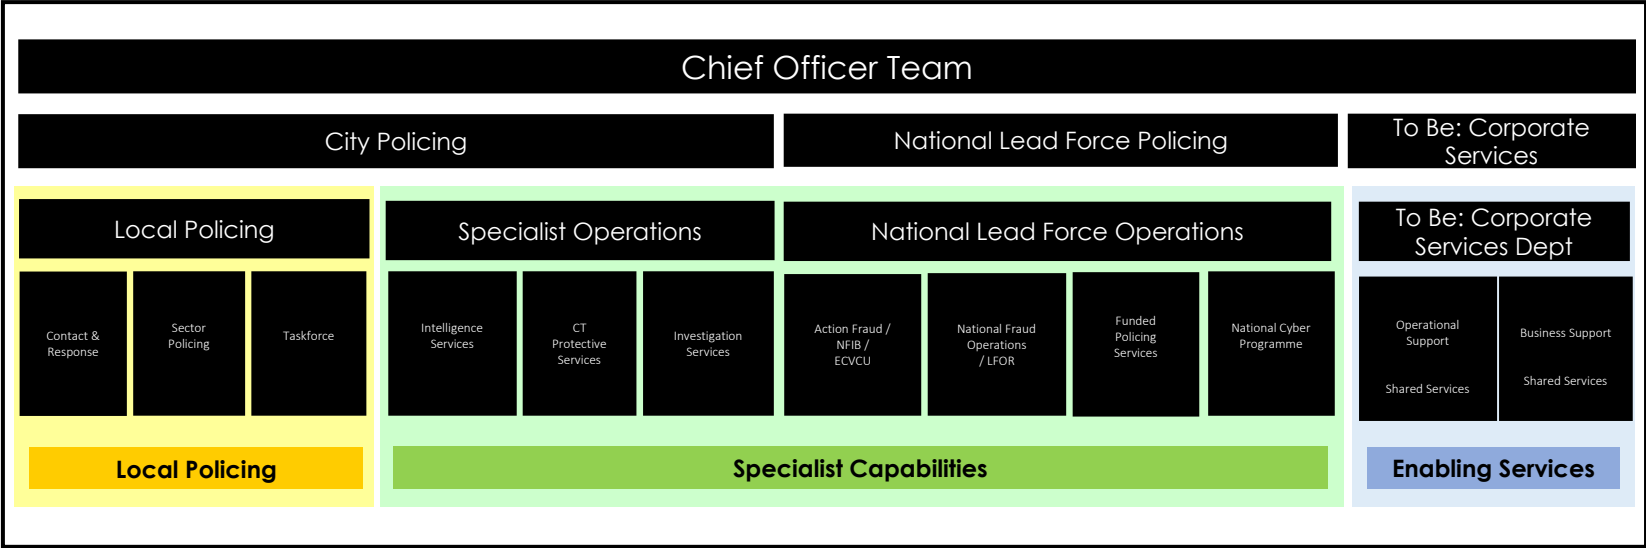 Chief Officer Team
City Policing
National Lead Force Policing
To Be: Corporate
Services
Local Policing
Specialist Operations
National Lead Force Operations
To Be: Corporate
Services Dept
Contact &
Response
Sector
Policing
Taskforce
Intelligence
Services
CT
Protective
Services
Investigation
Services
Action Fraud /
NFIB /
ECVCU
National Fraud
Operations
/ LFOR
Funded
Policing
Services
National Cyber
Programme
Operational
Support
Shared Services
Business Support
Shared Services
Local Policing
Specialist Capabilities
Enabling Services